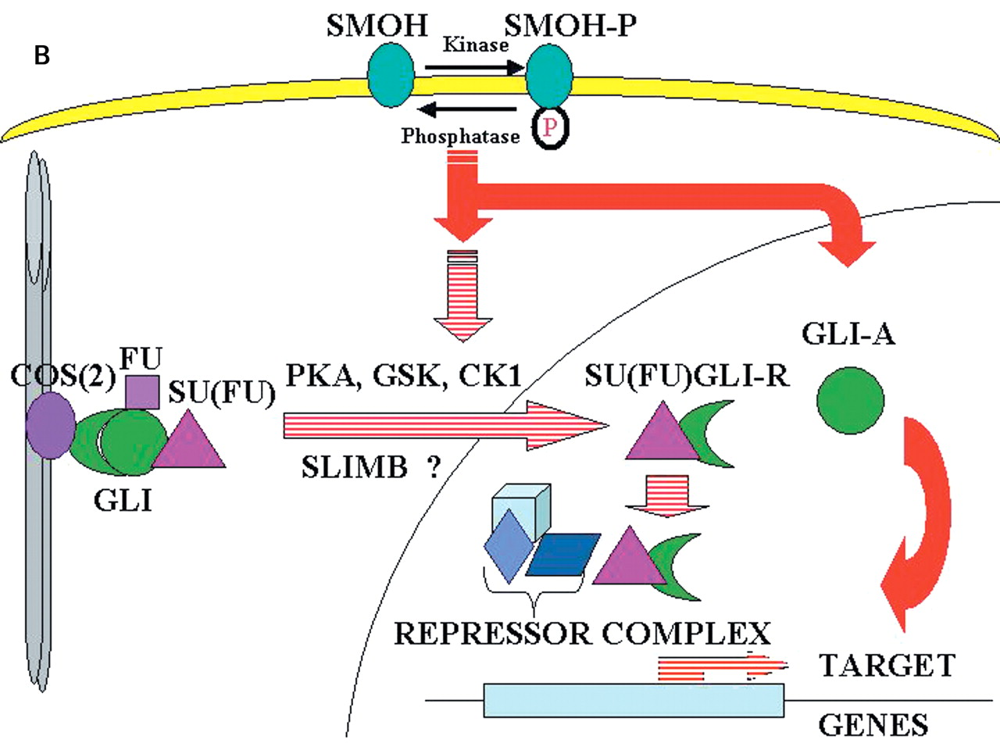 B
SMOH
SMOH-P
Kinase
Phosphatase
P
GLI-A
COS(2)
FU
SU(FU)
GLI
PKA, GSK, CK1
SLIMB ?
SU(FU)GLI-R
REPRESSOR COMPLEX
TARGET
GENES